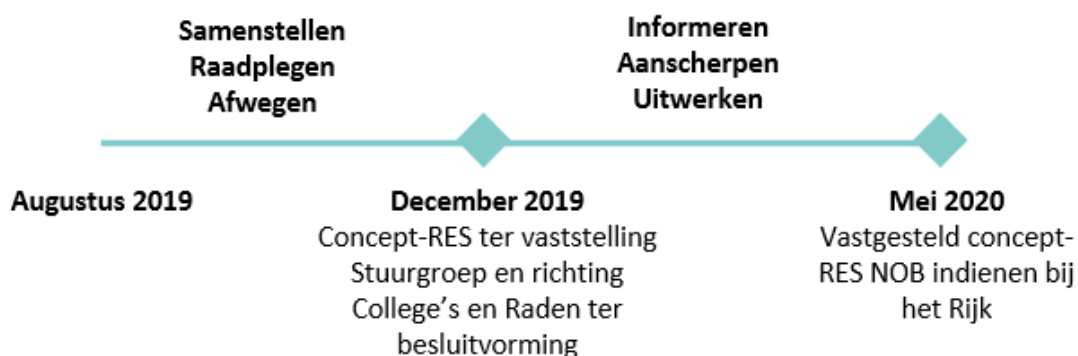 Samenstellen
Raadplegen
Afwegen
Informeren
Aanscherpen
Uitwerken
Augustus 2019
December 2019
Concept-RES ter vaststelling
Stuurgroep en richting
College's en Raden ter
besluitvorming
Mei 2020
Vastgesteld concept-
RES NOB indienen bij
het Rijk